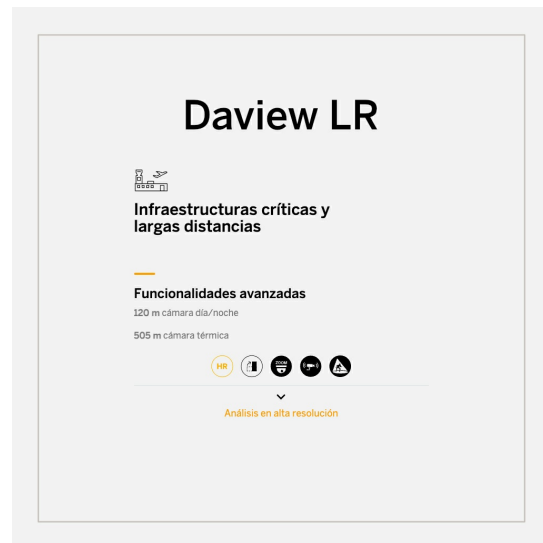 Daview LR
Infraestructuras críticas y
largas distancias
Funcionalidades avanzadas
120 m cámara día/noche
505 m cámara térmica
HR
ZOOM
Análisis en alta resolución